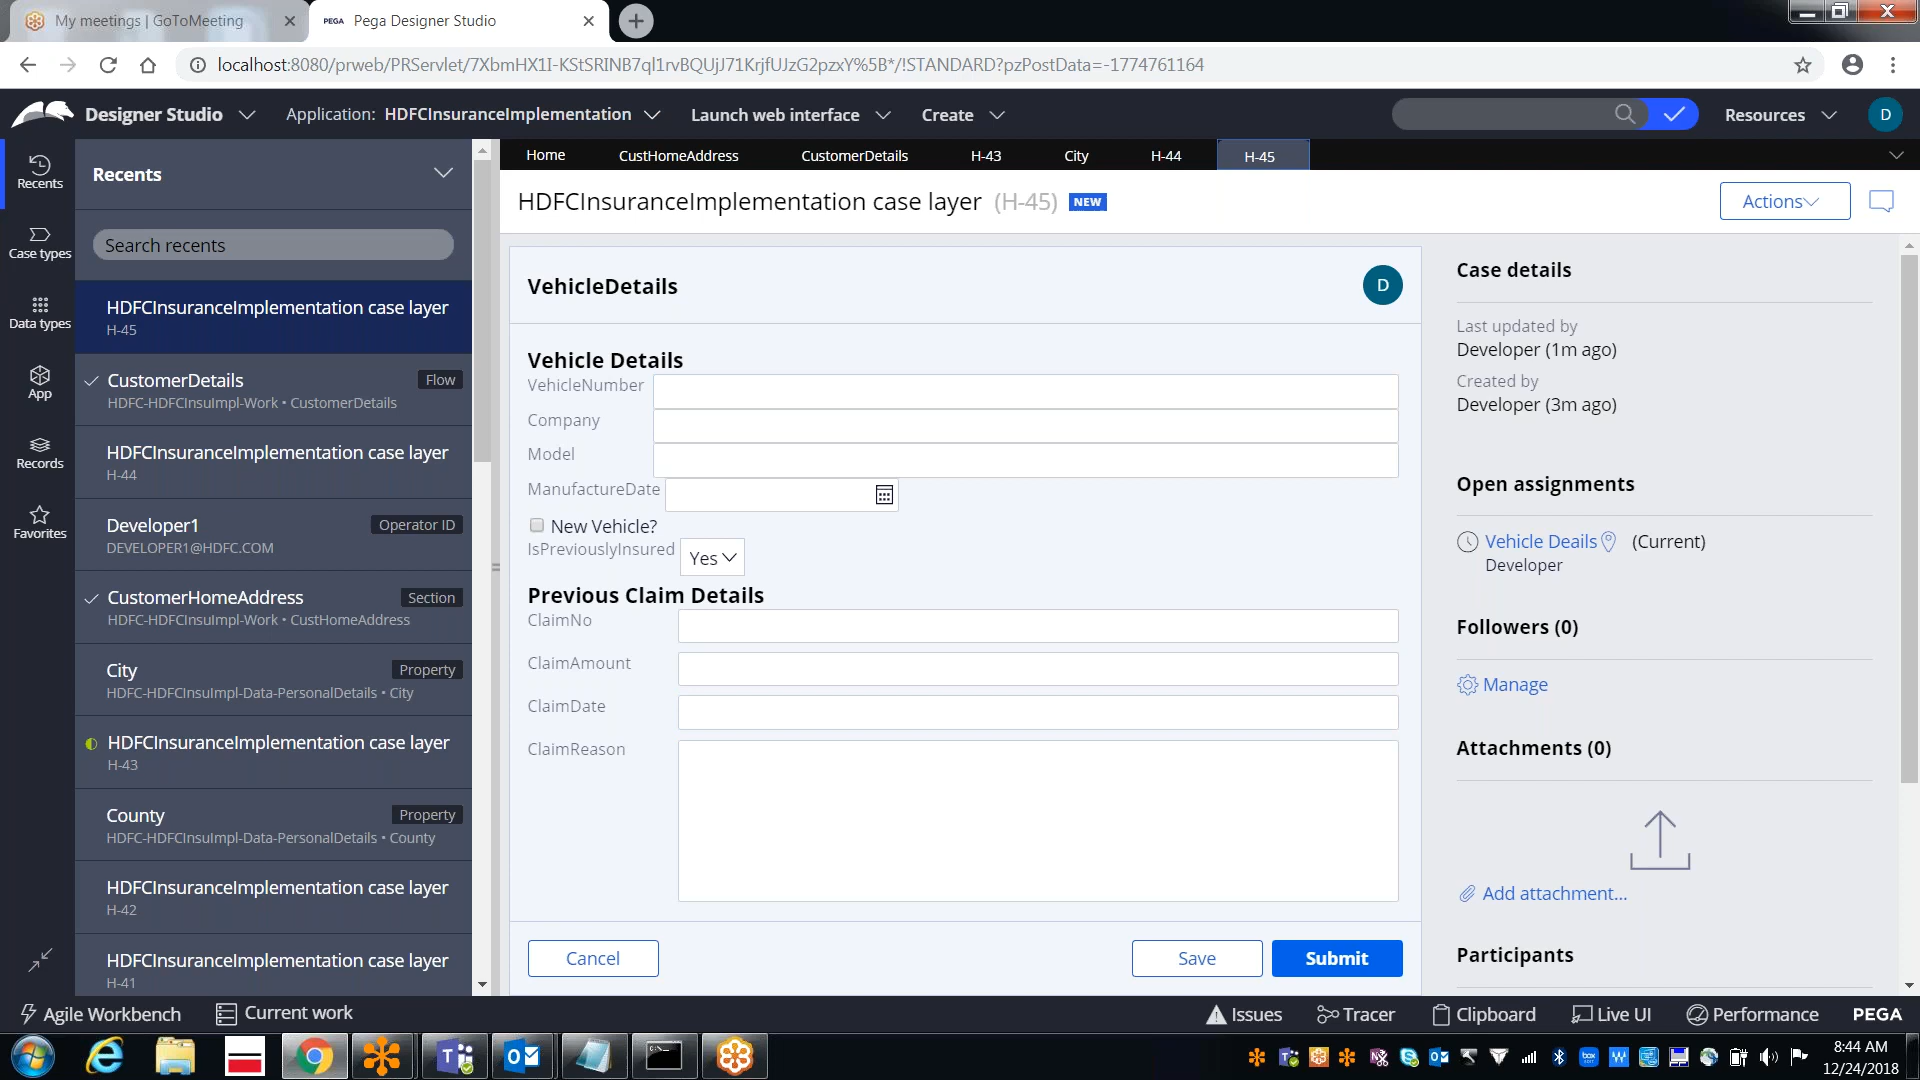 My meetings | GoToMeeting
PEGA Pega Designer Studio
localhost:8080/prweb/PRServlet/7XbmHX1I-KStSRINB7ql1rvBQUjJ71KrjfUJzG2pzxY%5B*/!STANDARD?pzPostData=-1774761164
Designer Studio Application: HDFCInsuranceImplementation Launch web interface Create Resources D
Recents
Case types
Data types
App
Records
Favorites
Recents
Search recents
HDFCInsuranceImplementation case layer
H-45
CustomerDetails Flow
HDFC-HDFCInsuImpl-Work • CustomerDetails
HDFCInsuranceImplementation case layer
H-44
Developer1 Operator ID
DEVELOPER1@HDFC.COM
CustomerHomeAddress Section
HDFC-HDFCInsuImpl-Work • CustHomeAddress
City Property
HDFC-HDFCInsuImpl-Data-PersonalDetails • City
HDFCInsuranceImplementation case layer
H-43
County Property
HDFC-HDFCInsuImpl-Data-PersonalDetails • County
HDFCInsuranceImplementation case layer
H-42
HDFCInsuranceImplementation case layer
H-41
Home CustHomeAddress CustomerDetails H-43 City H-44 H-45
HDFCInsuranceImplementation case layer (H-45) NEW
Actions
VehicleDetails D
Vehicle Details
VehicleNumber
Company
Model
ManufactureDate
New Vehicle?
IsPreviouslyInsured Yes
Previous Claim Details
ClaimNo
ClaimAmount
ClaimDate
ClaimReason
Cancel Save Submit
Case details
Last updated by
Developer (1m ago)
Created by
Developer (3m ago)
Open assignments
Vehicle Deails (Current)
Developer
Followers (0)
Manage
Attachments (0)
Add attachment...
Participants
Agile Workbench Current work Issues Tracer Clipboard Live UI Performance PEGA
8:44 AM
12/24/2018